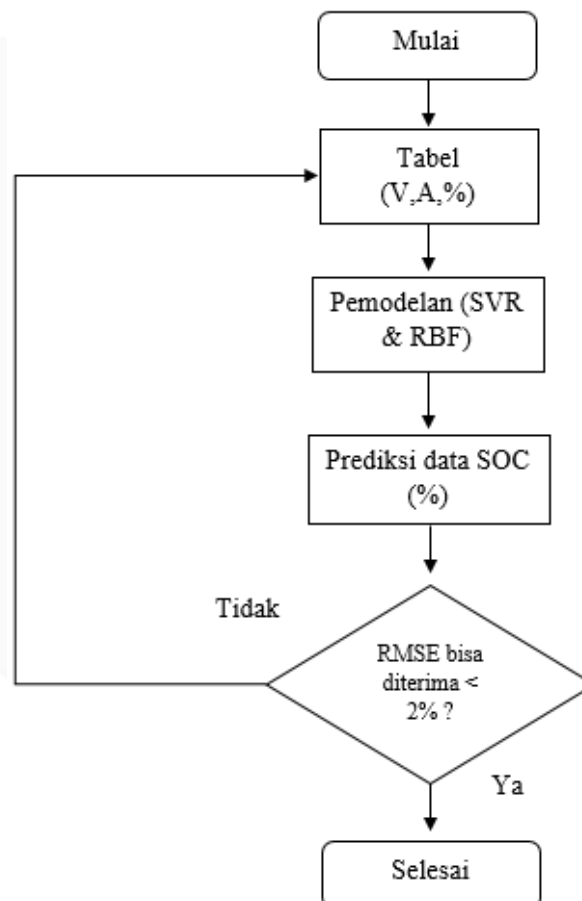 Mulai
Tabel
(V,A,%)
Pemodelan (SVR
& RBF)
Prediksi data SOC
(%)
Tidak
RMSE bisa
diterima <
2% ?
Ya
Selesai